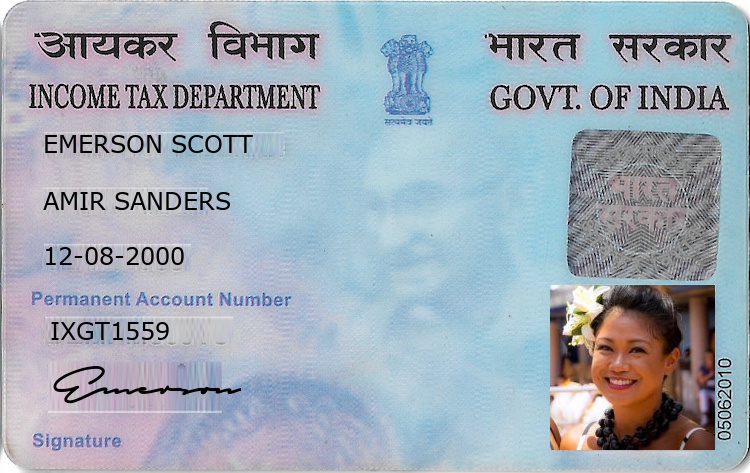 आयकर विभाग
INCOME TAX DEPARTMENT
सत्यमेव जयते
भारत सरकार
GOVT. OF INDIA
EMERSON SCOTT
AMIR SANDERS
12-08-2000
Permanent Account Number
IXGT1559
Emerson
Signature
भारत
सरकार
05062010